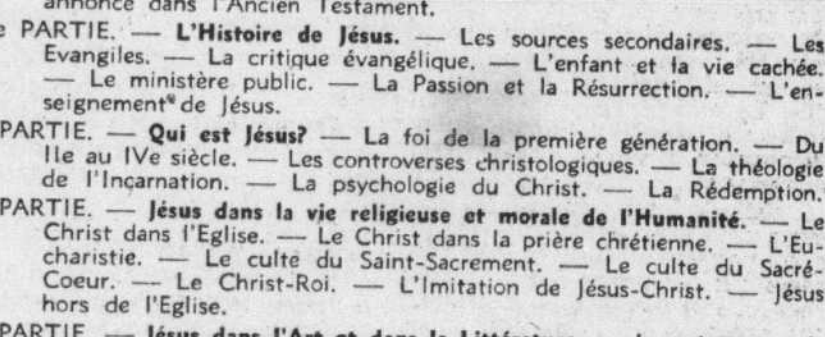 annonce dans l'Ancien Testament.
e PARTIE. — L'Histoire de Jésus. — Les sources secondaires. — Les
Evangiles. — La critique évangélique. — L'enfant et la vie cachée.
— Le ministère public. — La Passion et la Résurrection. — L'en-
seignement de Jésus.
PARTIE. — Qui est Jésus? — La foi de la première génération. — Du
IIe au IVe siècle. — Les controverses christologiques. — La théologie
de l'Incarnation. — La psychologie du Christ. — La Rédemption.
PARTIE. — Jésus dans la vie religieuse et morale de l'Humanité. — Le
Christ dans l'Eglise. — Le Christ dans la prière chrétienne. — L'Eu-
charistie. — Le culte du Saint-Sacrement. — Le culte du Sacré-
Coeur. — Le Christ-Roi. — L'Imitation de Jésus-Christ. — Jésus
hors de l'Eglise.
PARTIE — Jésus dans l'Art et dans la Littérature